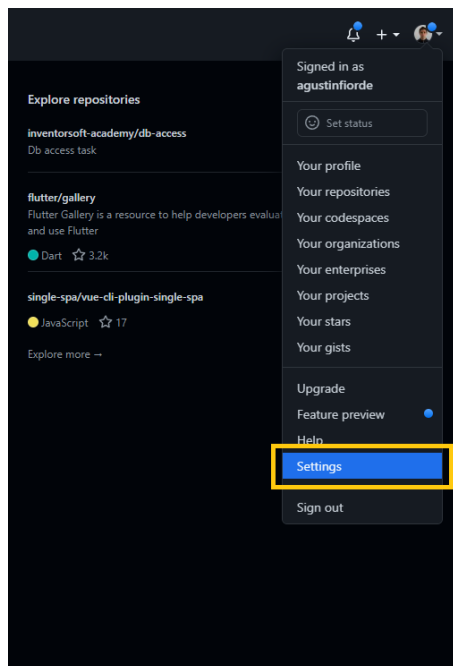 Explore repositories
inventorsoft-academy/db-access
Db access task
flutter/gallery
Flutter Gallery is a resource to help developers evaluat
and use Flutter
Dart 3.2k
single-spa/vue-cli-plugin-single-spa
JavaScript 17
Explore more →
Signed in as
agustinfiorde
Set status
Your profile
Your repositories
Your codespaces
Your organizations
Your enterprises
Your projects
Your stars
Your gists
Upgrade
Feature preview
Help
Settings
Sign out